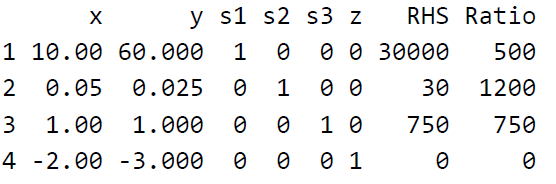 x y s1 s2 s3 z RHS Ratio
1 10.00 60.000 1 0 0 0 30000 500
2 0.05 0.025 0 1 0 0 30 1200
3 1.00 1.000 0 0 1 0 750 750
4 -2.00 -3.000 0 0 0 1 0 0